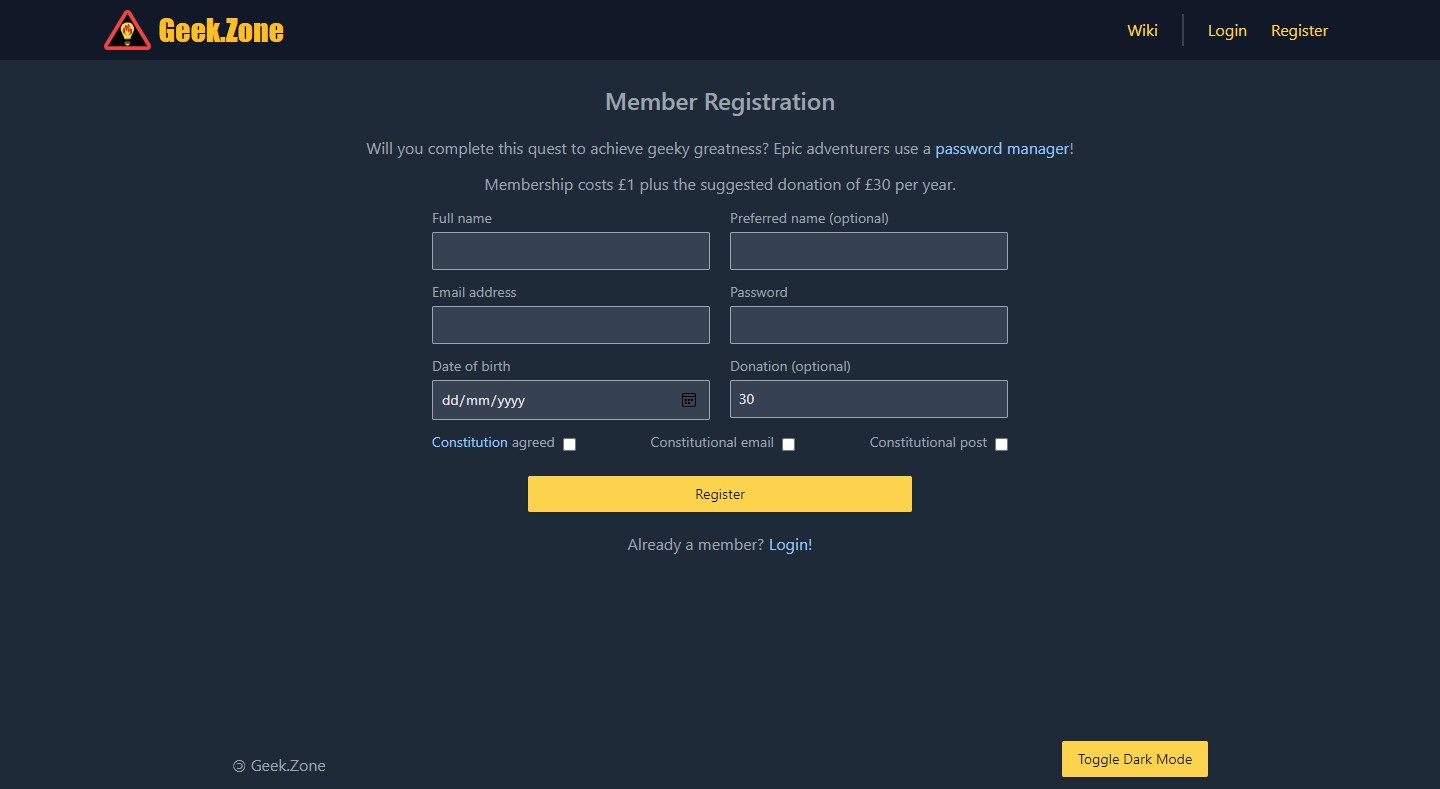 Geek.Zone
Wiki
Login
Register
Member Registration
Will you complete this quest to achieve geeky greatness? Epic adventurers use a password manager!
Membership costs £1 plus the suggested donation of £30 per year.
Full name
Preferred name (optional)
Email address
Password
Date of birth
Donation (optional)
dd/mm/yyyy
30
Constitution agreed
Constitutional email
Constitutional post
Register
Already a member? Login!
🄯 Geek.Zone
Toggle Dark Mode